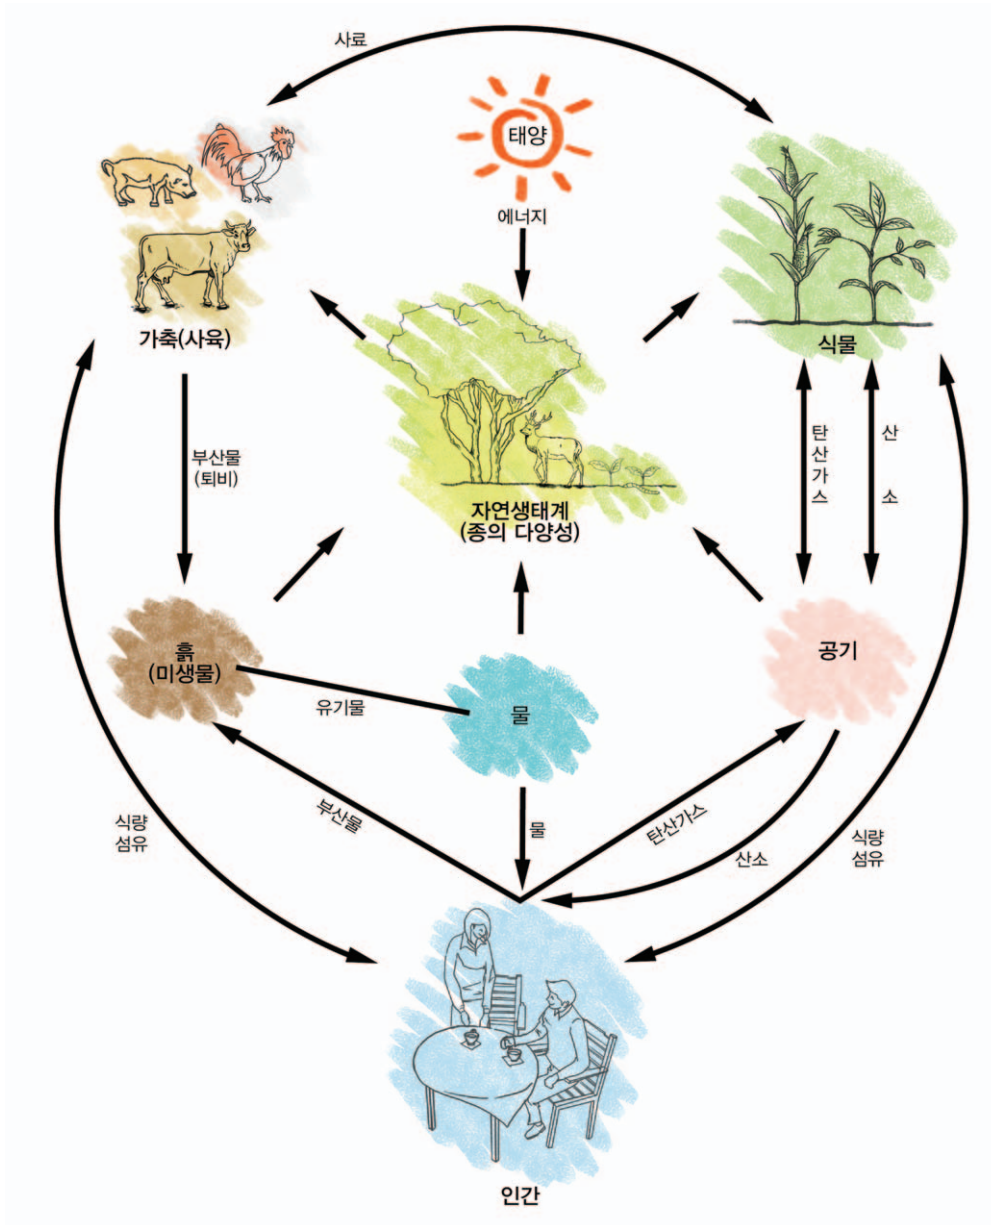 사료
태양
에너지
가축(사육)
식물
부산물
(퇴비)
탄
산
가
스
산
소
자연생태계
(종의 다양성)
흙
(미생물)
공기
유기물
물
식량
섬유
부산물
물
탄산가스
산소
식량
섬유
인간